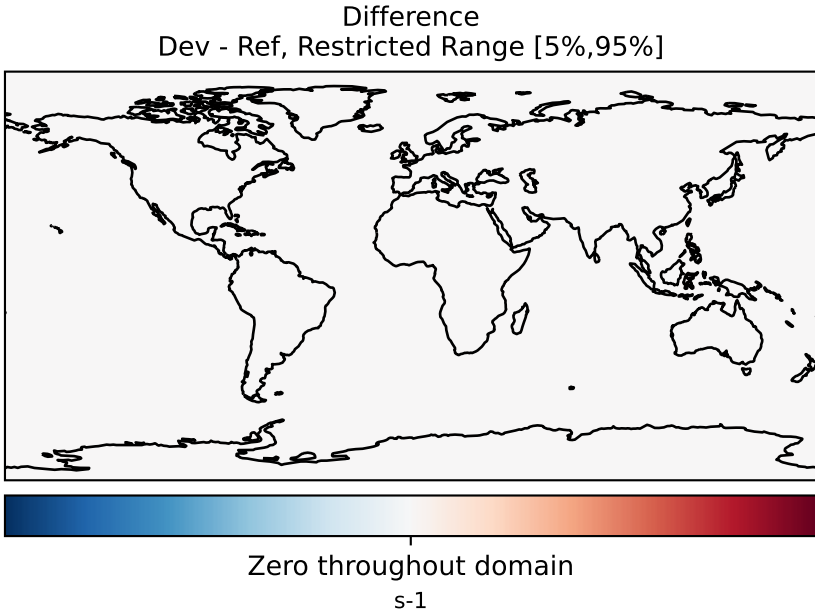 Difference
Dev - Ref, Restricted Range [5%,95%]
Zero throughout domain
s-1